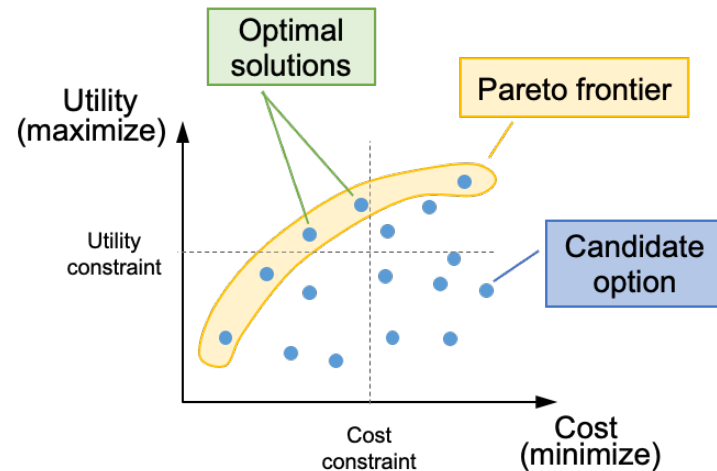 Optimal
solutions
Pareto frontier
Utility
(maximize)
Utility
constraint
Candidate
option
Cost
constraint
Cost
(minimize)